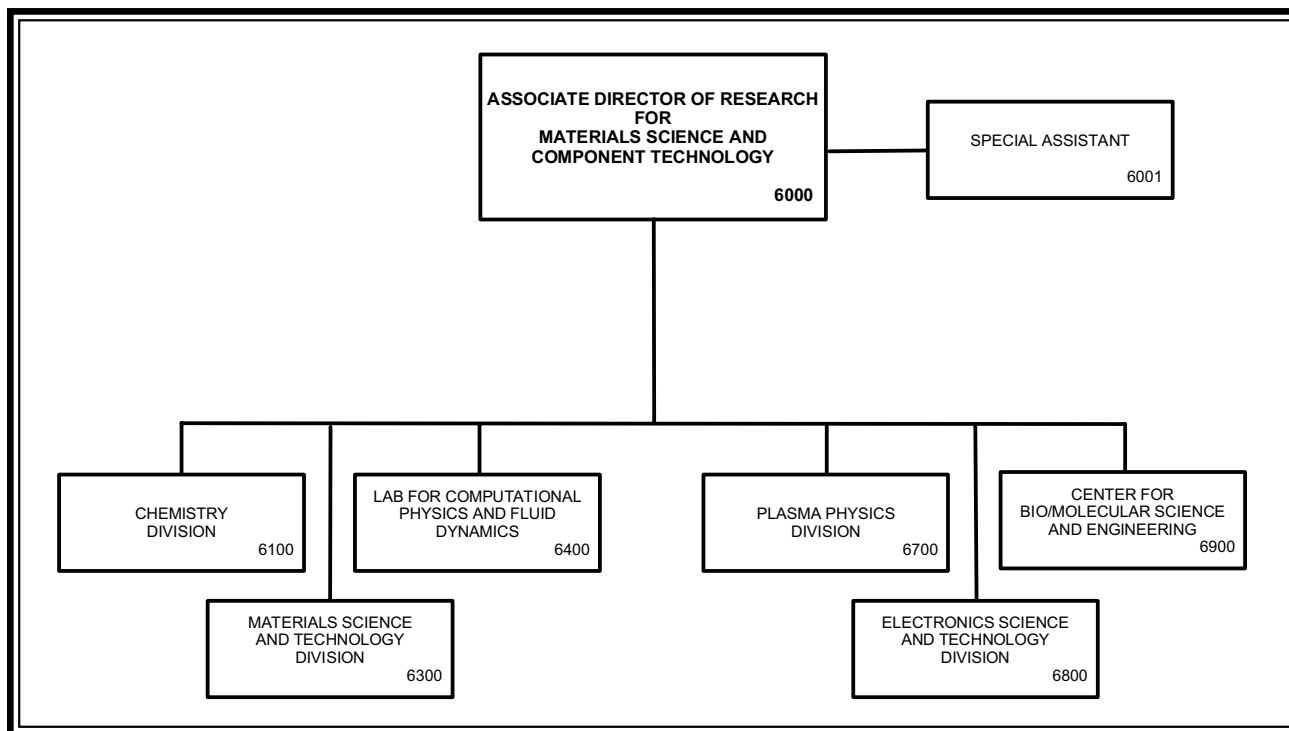 ASSOCIATE DIRECTOR OF RESEARCH
FOR
MATERIALS SCIENCE AND
COMPONENT TECHNOLOGY
6000
SPECIAL ASSISTANT
6001
CHEMISTRY
DIVISION
6100
LAB FOR COMPUTATIONAL
PHYSICS AND FLUID
DYNAMICS
6400
PLASMA PHYSICS
DIVISION
6700
CENTER FOR
BIO/MOLECULAR SCIENCE
AND ENGINEERING
6900
MATERIALS SCIENCE
AND TECHNOLOGY
DIVISION
6300
ELECTRONICS SCIENCE
AND TECHNOLOGY
DIVISION
6800